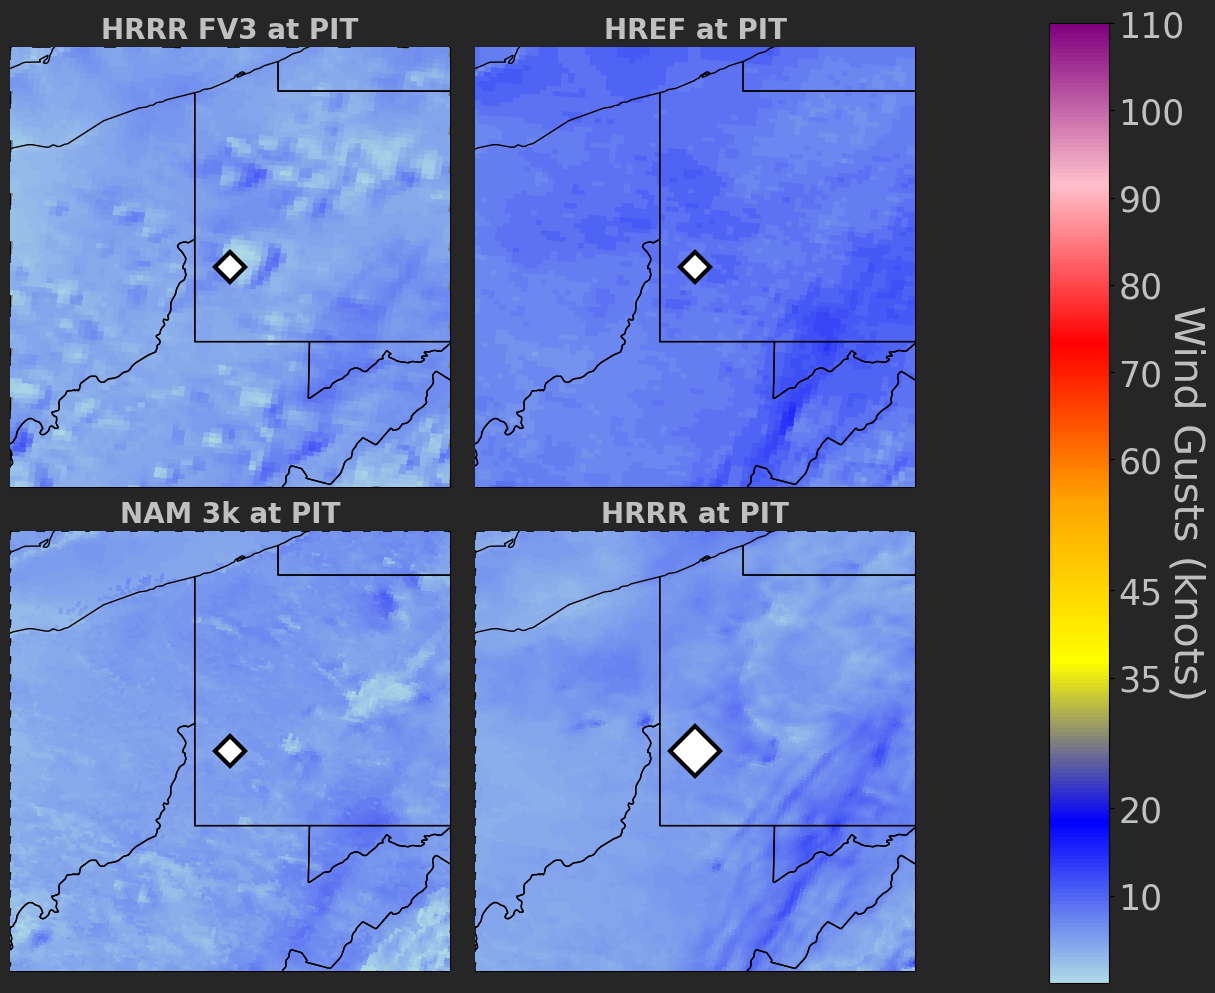 HRRR FV3 at PIT
HREF at PIT
NAM 3k at PIT
HRRR at PIT
110
100
90
80
70
60
45
35
20
10
Wind Gusts (knots)